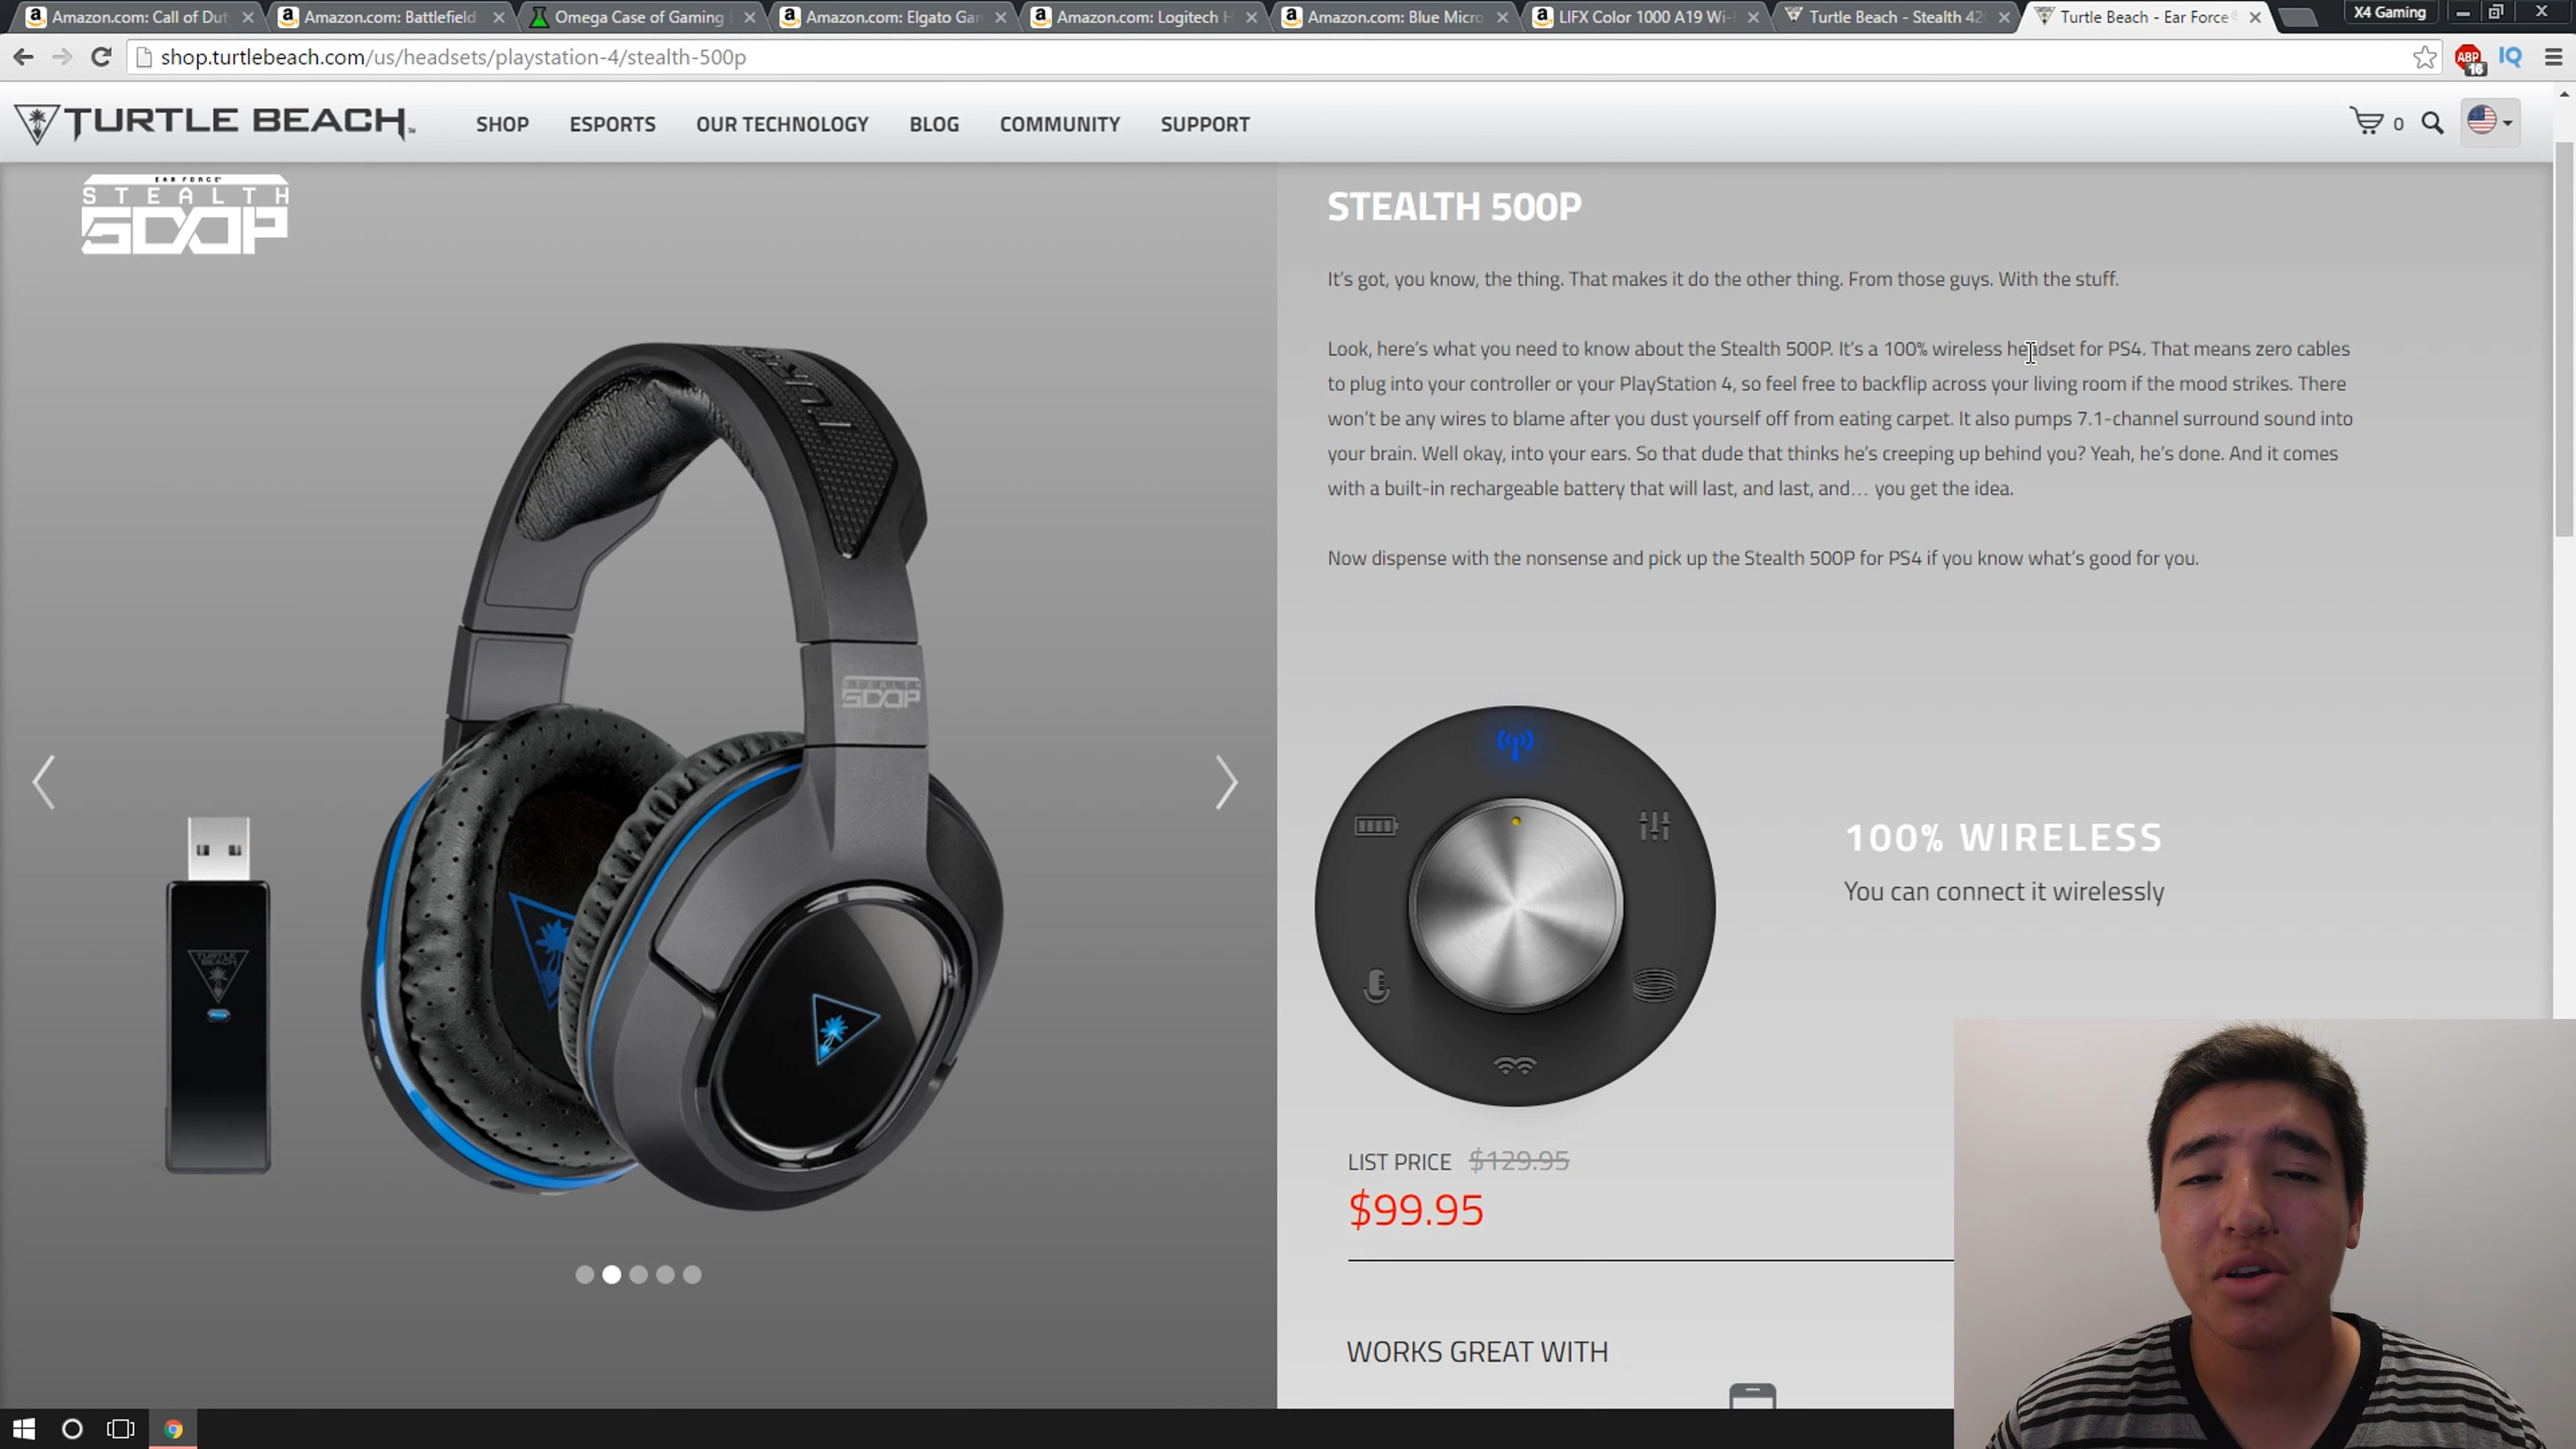 Amazon.com: Call of Dut
Amazon.com: Battlefield
Omega Case of Gaming
Amazon.com: Elgato Gam
Amazon.com: Logitech H
Amazon.com: Blue Micro
LIFX Color 1000 A19 Wi-
Turtle Beach - Stealth 42
Turtle Beach - Ear Force®
X4 Gaming
shop.turtlebeach.com/us/headsets/playstation-4/stealth-500p
ABP
16
IQ
TURTLE BEACH™
SHOP
ESPORTS
OUR TECHNOLOGY
BLOG
COMMUNITY
SUPPORT
0
EAR FORCE®
STEALTH
500P
STEALTH 500P
It's got, you know, the thing. That makes it do the other thing. From those guys. With the stuff.
Look, here's what you need to know about the Stealth 500P. It's a 100% wireless headset for PS4. That means zero cables
to plug into your controller or your PlayStation 4, so feel free to backflip across your living room if the mood strikes. There
won't be any wires to blame after you dust yourself off from eating carpet. It also pumps 7.1-channel surround sound into
your brain. Well okay, into your ears. So that dude that thinks he's creeping up behind you? Yeah, he's done. And it comes
with a built-in rechargeable battery that will last, and last, and… you get the idea.
Now dispense with the nonsense and pick up the Stealth 500P for PS4 if you know what's good for you.
STEALTH
500P
TURTLE
BEACH
100% WIRELESS
You can connect it wirelessly
LIST PRICE $129.95
$99.95
WORKS GREAT WITH